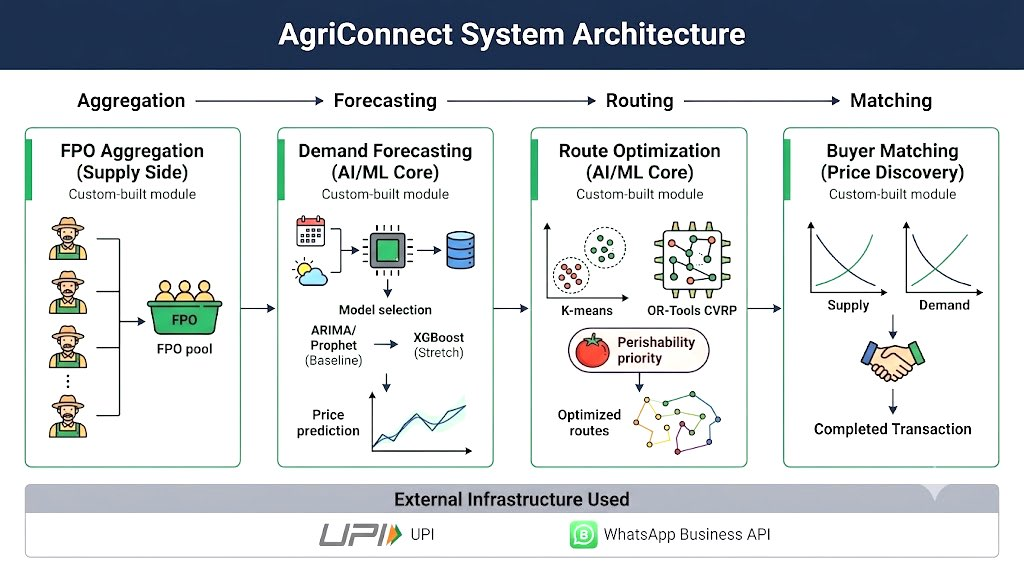 AgriConnect System Architecture
Aggregation
Forecasting
Routing
Matching
FPO Aggregation
(Supply Side)
Custom-built module
FPO
FPO pool
Demand Forecasting
(AI/ML Core)
Custom-built module
Model selection
ARIMA/
Prophet
(Baseline)
XGBoost
(Stretch)
Price
prediction
Route Optimization
(AI/ML Core)
Custom-built module
K-means
OR-Tools CVRP
Perishability
priority
Optimized
routes
Buyer Matching
(Price Discovery)
Custom-built module
Supply
Demand
Completed Transaction
External Infrastructure Used
UPI
UPI
B
WhatsApp Business API